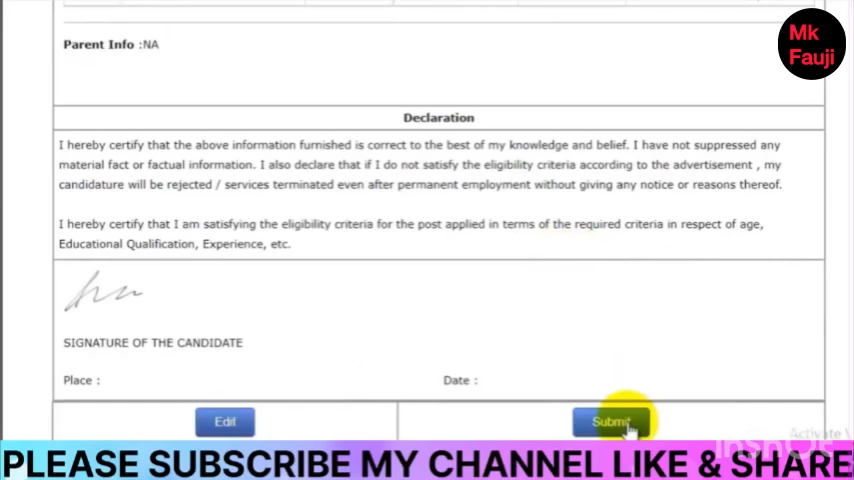 Mk
Fauji
Parent Info :NA
Declaration
I hereby certify that the above information furnished is correct to the best of my knowledge and belief. I have not suppressed any
material fact or factual information. I also declare that if I do not satisfy the eligibility criteria according to the advertisement , my
candidature will be rejected / services terminated even after permanent employment without giving any notice or reasons thereof.
I hereby certify that I am satisfying the eligibility criteria for the post applied in terms of the required criteria in respect of age,
Educational Qualification, Experience, etc.
SIGNATURE OF THE CANDIDATE
Place :
Date :
Edit
Submit
Activate
InShOt
PLEASE SUBSCRIBE MY CHANNEL LIKE & SHARE